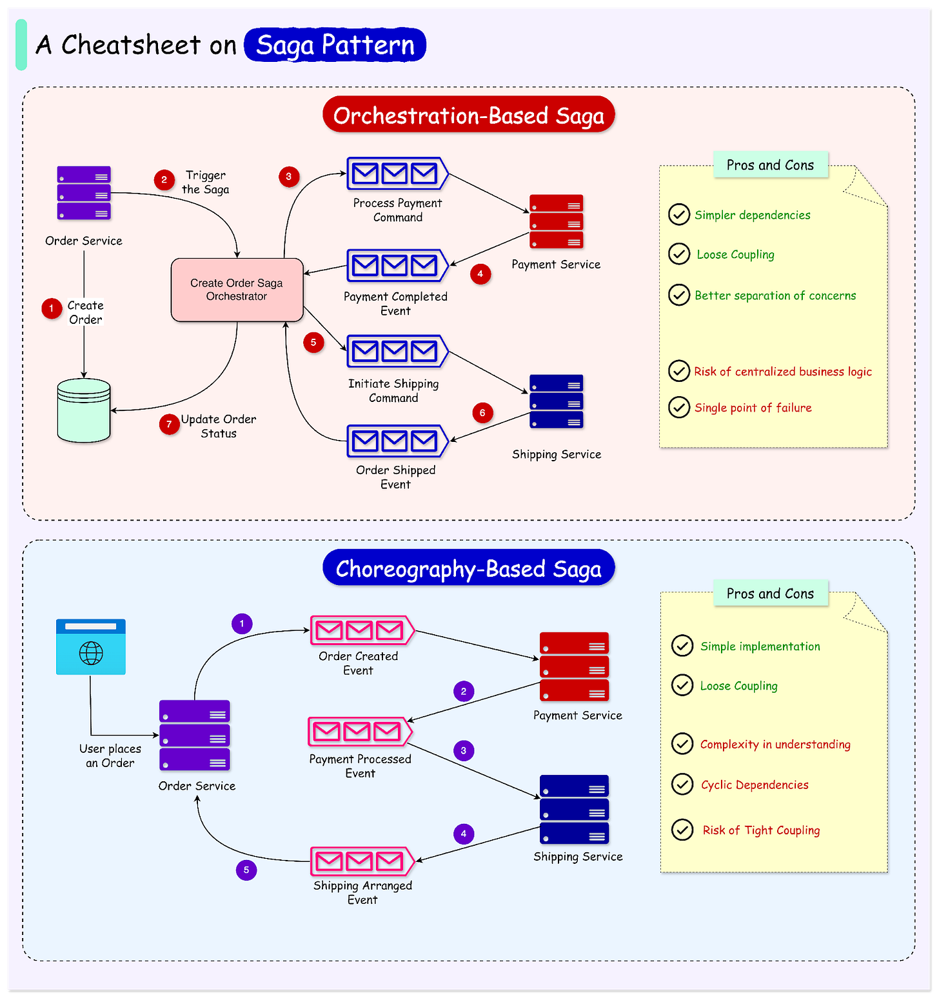 A Cheatsheet on Saga Pattern
Orchestration-Based Saga
2
Trigger
the Saga
Order Service
1
Create
Order
Create Order Saga
Orchestrator
7
Update Order
Status
3
Process Payment
Command
Payment Service
4
Payment Completed
Event
5
Initiate Shipping
Command
6
Shipping Service
Order Shipped
Event
Pros and Cons
Simpler dependencies
Loose Coupling
Better separation of concerns
Risk of centralized business logic
Single point of failure
Choreography-Based Saga
User places
an Order
Order Service
1
Order Created
Event
Payment Service
2
Payment Processed
Event
3
Shipping Service
4
Shipping Arranged
Event
5
Pros and Cons
Simple implementation
Loose Coupling
Complexity in understanding
Cyclic Dependencies
Risk of Tight Coupling